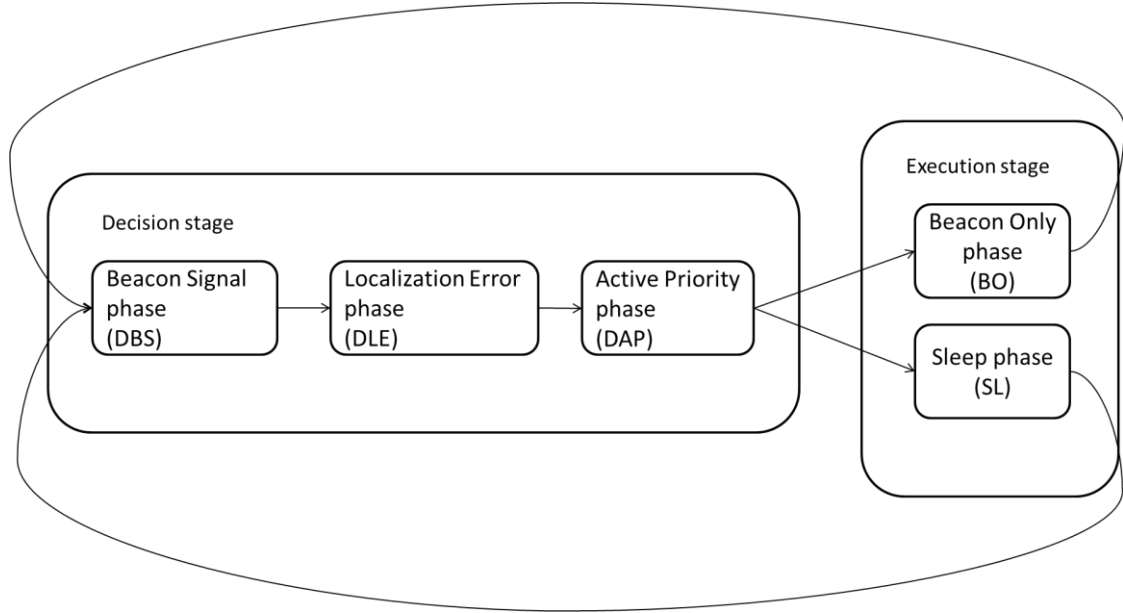 Decision stage
Beacon Signal
phase
(DBS)
Localization Error
phase
(DLE)
Active Priority
phase
(DAP)
Execution stage
Beacon Only
phase
(BO)
Sleep phase
(SL)